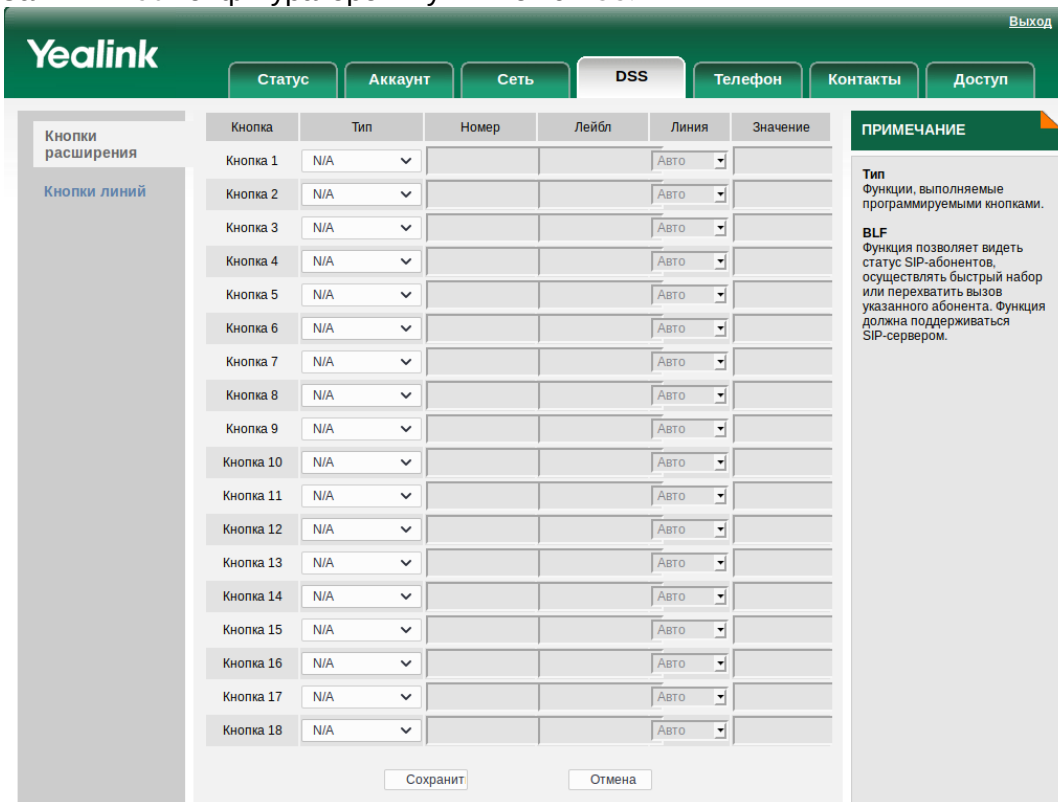 Выход
Yealink
Статус Аккаунт Сеть DSS Телефон Контакты Доступ
Кнопки
расширения
Кнопки линий
Кнопка Тип Номер Лейбл Линия Значение
Кнопка 1 N/A Авто
Кнопка 2 N/A Авто
Кнопка 3 N/A Авто
Кнопка 4 N/A Авто
Кнопка 5 N/A Авто
Кнопка 6 N/A Авто
Кнопка 7 N/A Авто
Кнопка 8 N/A Авто
Кнопка 9 N/A Авто
Кнопка 10 N/A Авто
Кнопка 11 N/A Авто
Кнопка 12 N/A Авто
Кнопка 13 N/A Авто
Кнопка 14 N/A Авто
Кнопка 15 N/A Авто
Кнопка 16 N/A Авто
Кнопка 17 N/A Авто
Кнопка 18 N/A Авто
Сохранит Отмена
ПРИМЕЧАНИЕ
Тип
Функции, выполняемые
программируемыми кнопками.
BLF
Функция позволяет видеть
статус SIP-абонентов,
осуществлять быстрый набор
или перехватить вызов
указанного абонента. Функция
должна поддерживаться
SIP-сервером.